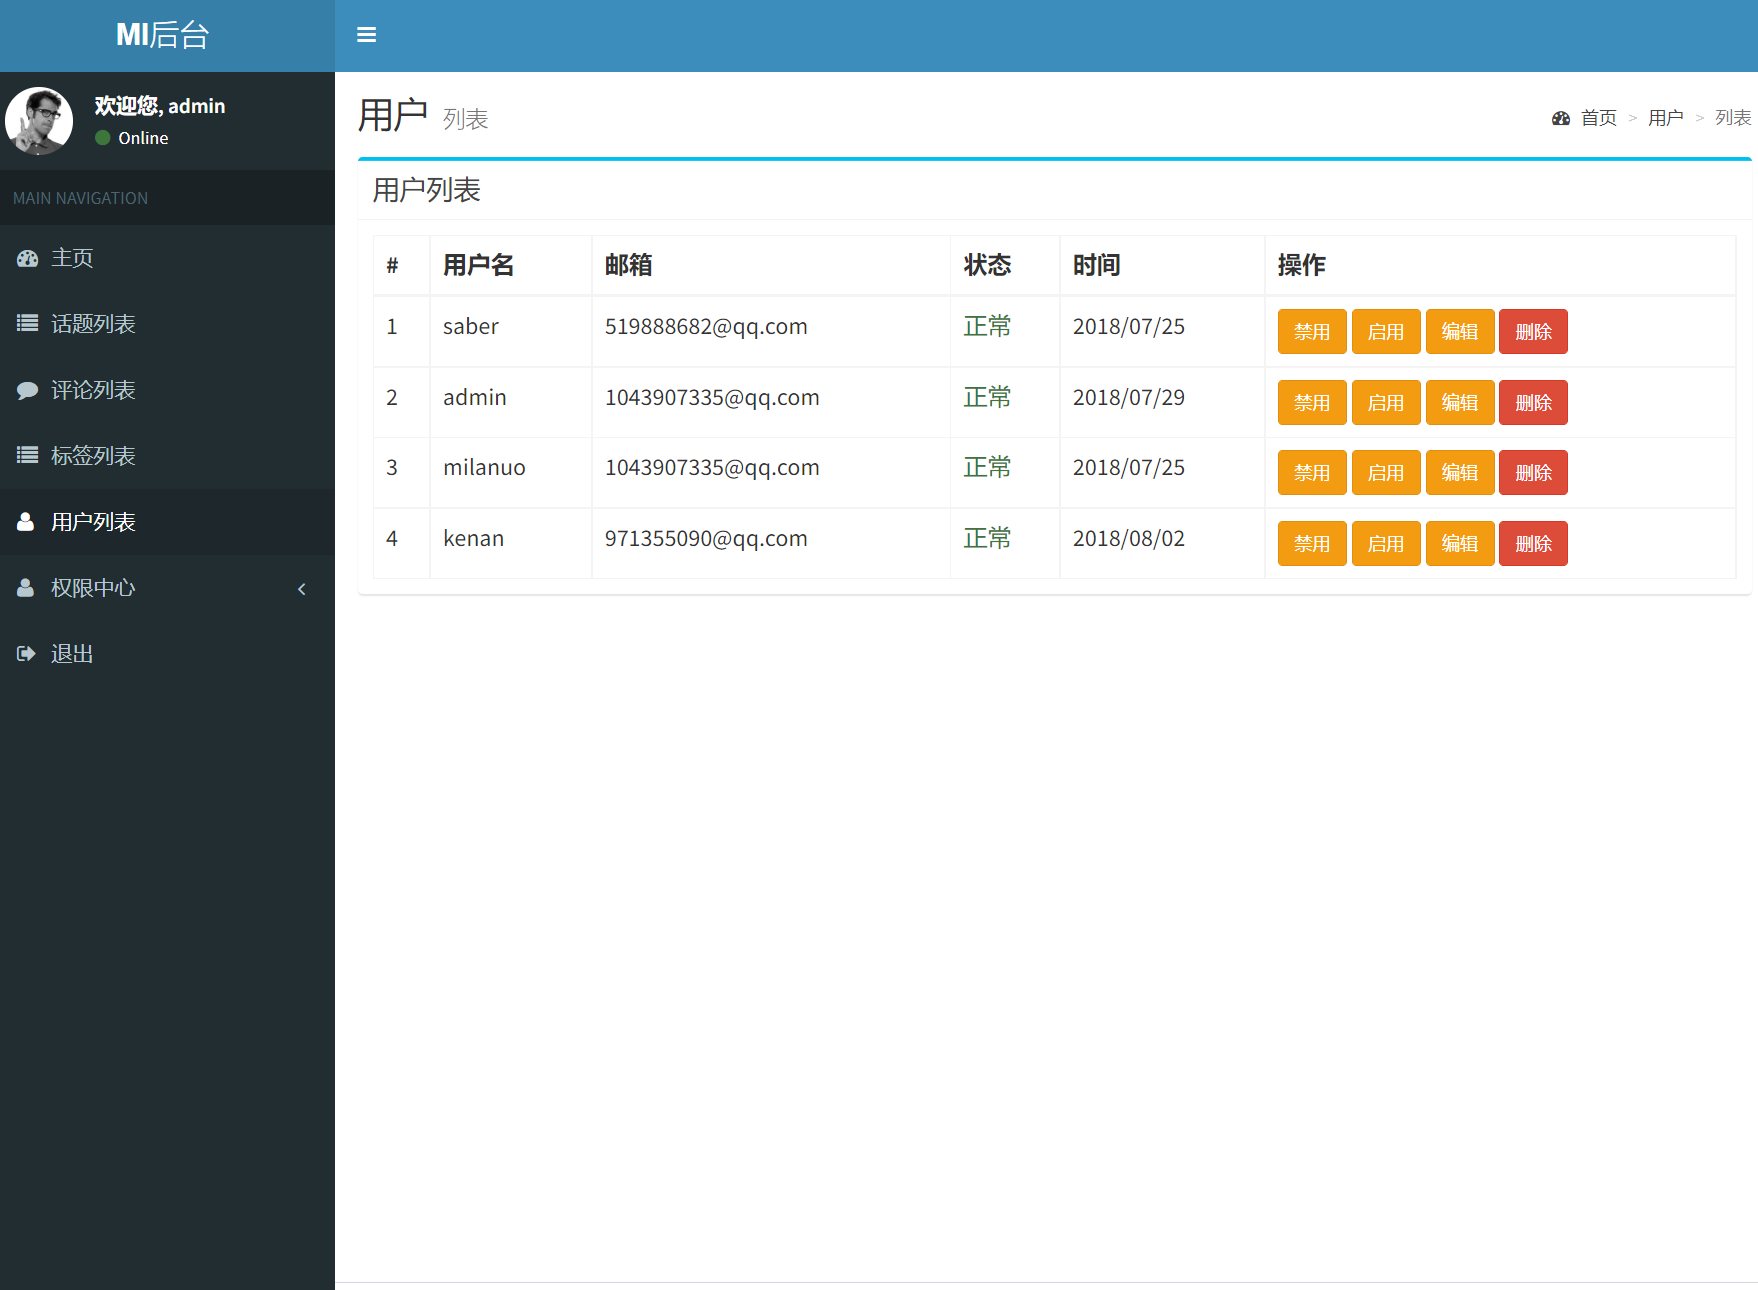 MI后台
欢迎您, admin
Online
MAIN NAVIGATION
主页
话题列表
评论列表
标签列表
用户列表
权限中心
退出
用户 列表
首页 > 用户 > 列表
用户列表
# 用户名 邮箱 状态 时间 操作
1 saber 519888682@qq.com 正常 2018/07/25 禁用 启用 编辑 删除
2 admin 1043907335@qq.com 正常 2018/07/29 禁用 启用 编辑 删除
3 milanuo 1043907335@qq.com 正常 2018/07/25 禁用 启用 编辑 删除
4 kenan 971355090@qq.com 正常 2018/08/02 禁用 启用 编辑 删除